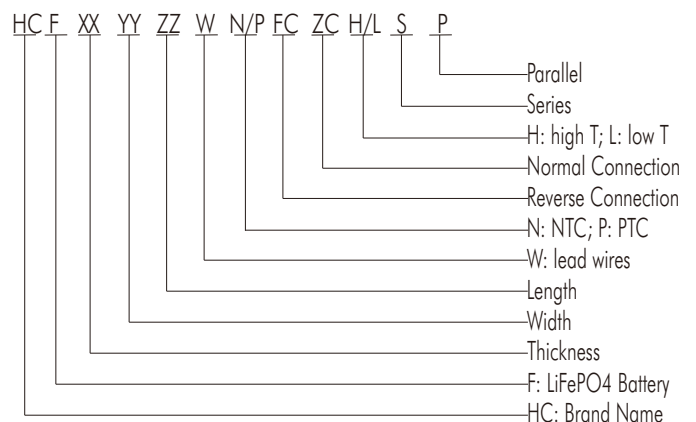 HC F XX YY ZZ W N/P FC ZC H/L S P
Parallel
Series
H: high T; L: low T
Normal Connection
Reverse Connection
N: NTC; P: PTC
W: lead wires
Length
Width
Thickness
F: LiFePO4 Battery
HC: Brand Name